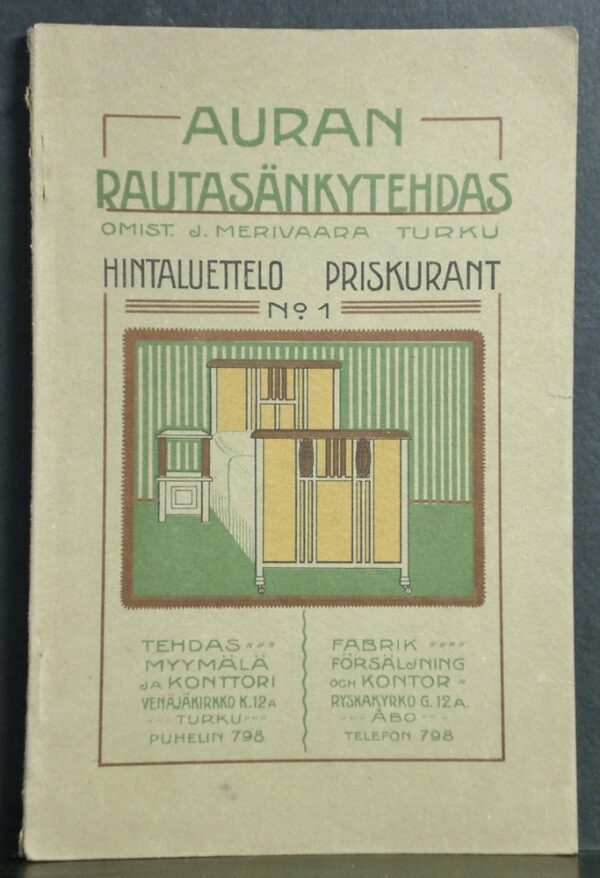 AURAN
RAUTASÄNKYTEHDAS
OMIST. J. MERIVAARA TURKU
HINTALUETTELO PRISKURANT
No 1
TEHDAS
MYYMÄLÄ
JA KONTTORI
VENÄJÄKIRKKO K. 12 A
TURKU
PUHELIN 798
FABRIK
FÖRSÄLJNING
OCH KONTOR
RYSKAKYRKO G. 12 A.
ÅBO
TELEFON 798